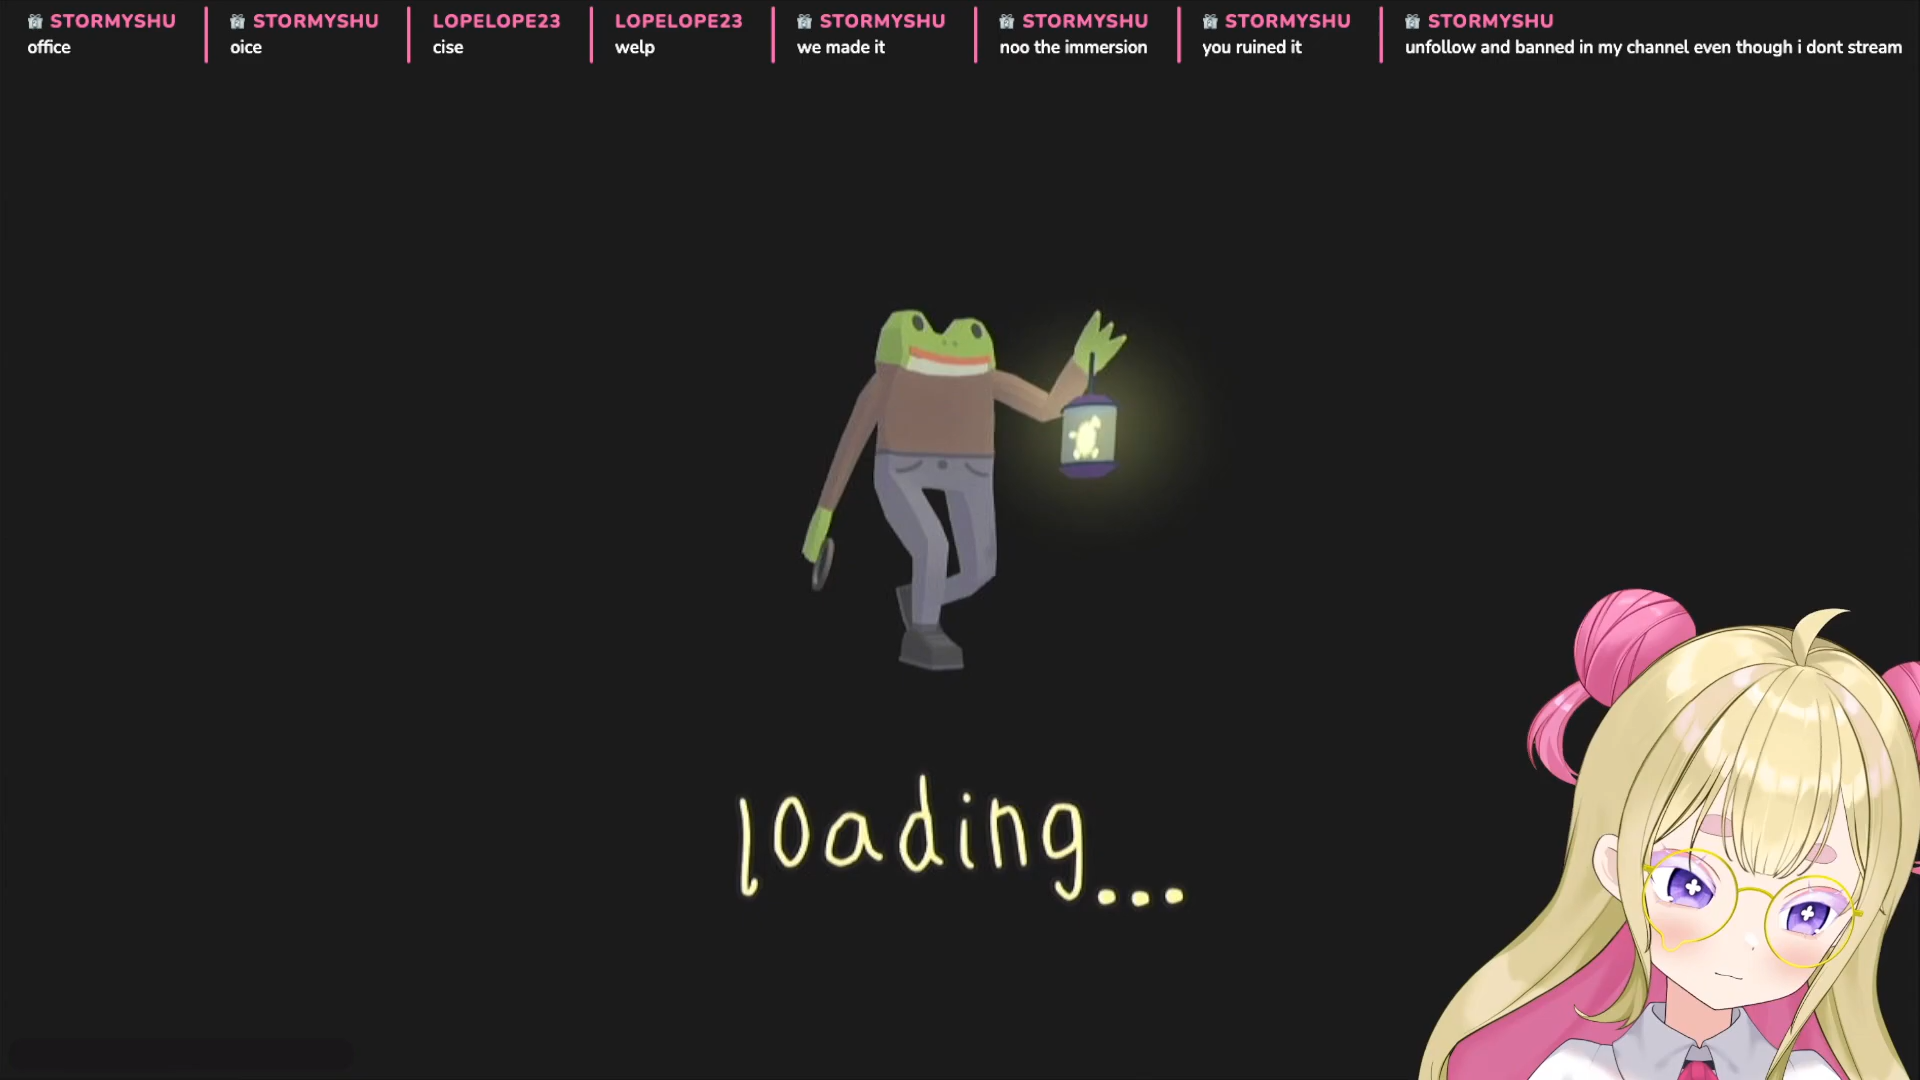 STORMYSHU
office
STORMYSHU
oice
LOPELOPE23
cise
LOPELOPE23
welp
STORMYSHU
we made it
STORMYSHU
noo the immersion
STORMYSHU
you ruined it
STORMYSHU
unfollow and banned in my channel even though i dont stream
loading...